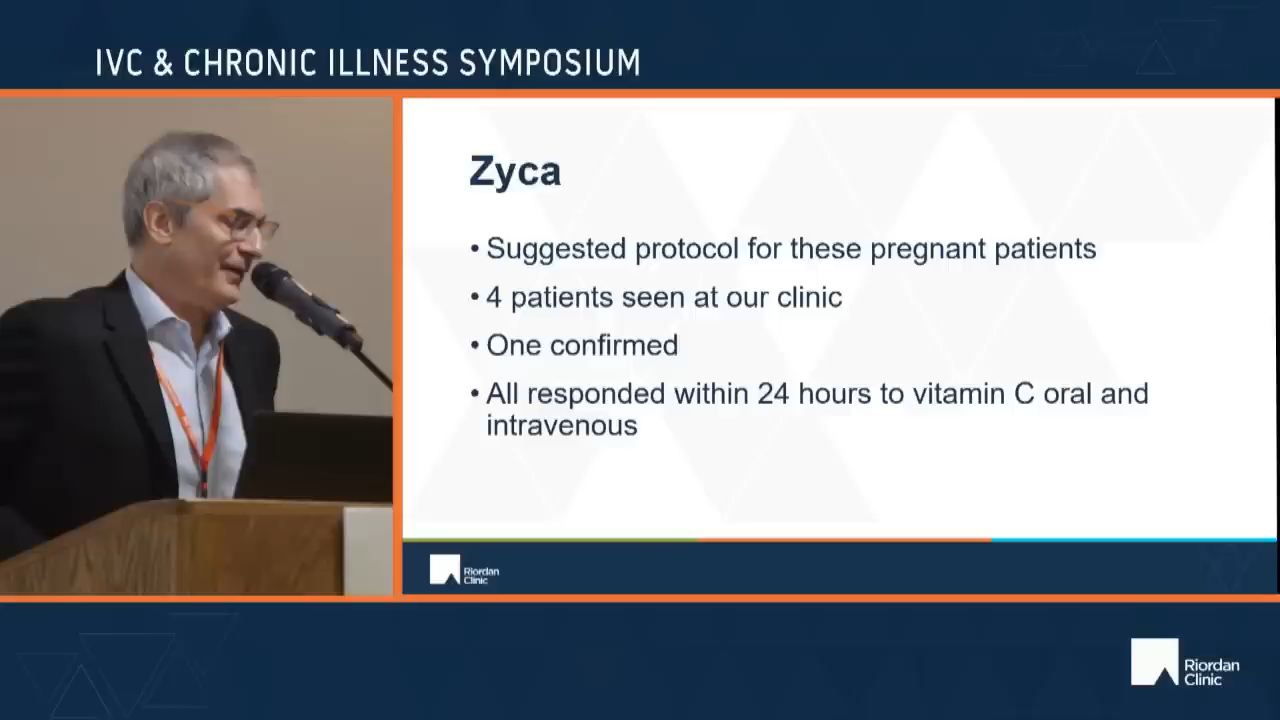 IVC & CHRONIC ILLNESS SYMPOSIUM
Zyca
• Suggested protocol for these pregnant patients
• 4 patients seen at our clinic
• One confirmed
• All responded within 24 hours to vitamin C oral and
intravenous
Riordan
Clinic
Riordan
Clinic